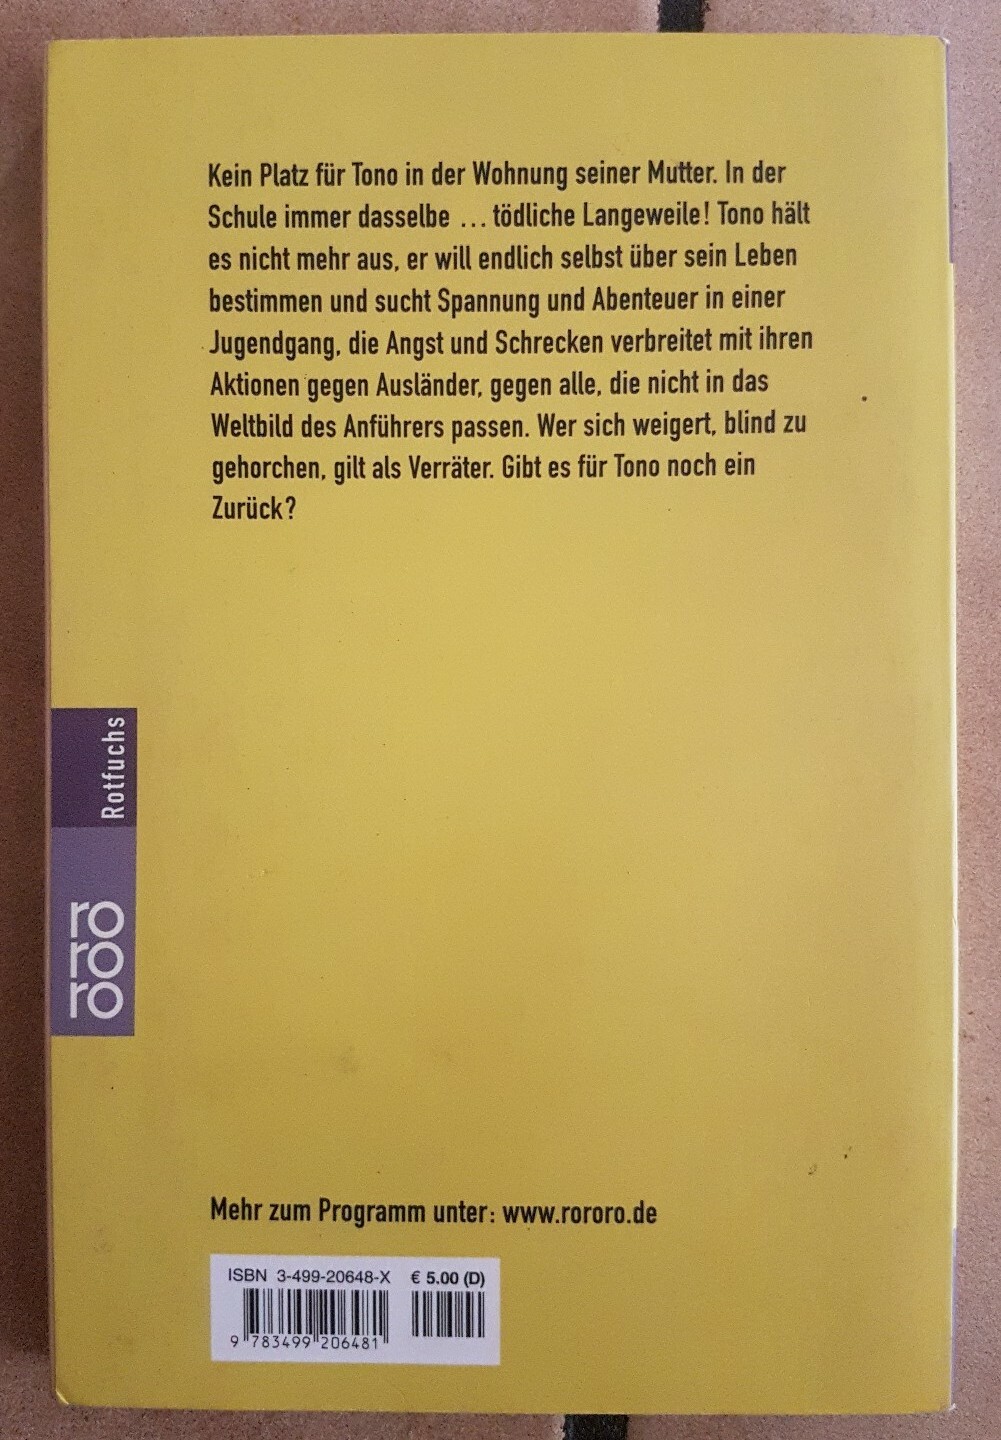 Kein Platz für Tono in der Wohnung seiner Mutter. In der
Schule immer dasselbe ... tödliche Langeweile! Tono hält
es nicht mehr aus, er will endlich selbst über sein Leben
bestimmen und sucht Spannung und Abenteuer in einer
Jugendgang, die Angst und Schrecken verbreitet mit ihren
Aktionen gegen Ausländer, gegen alle, die nicht in das
Weltbild des Anführers passen. Wer sich weigert, blind zu
gehorchen, gilt als Verräter. Gibt es für Tono noch ein
Zurück?
Rotfuchs
ro
ro
ro
Mehr zum Programm unter: www.rororo.de
ISBN 3-499-20648-X € 5.00 (D)
9 783499 206481